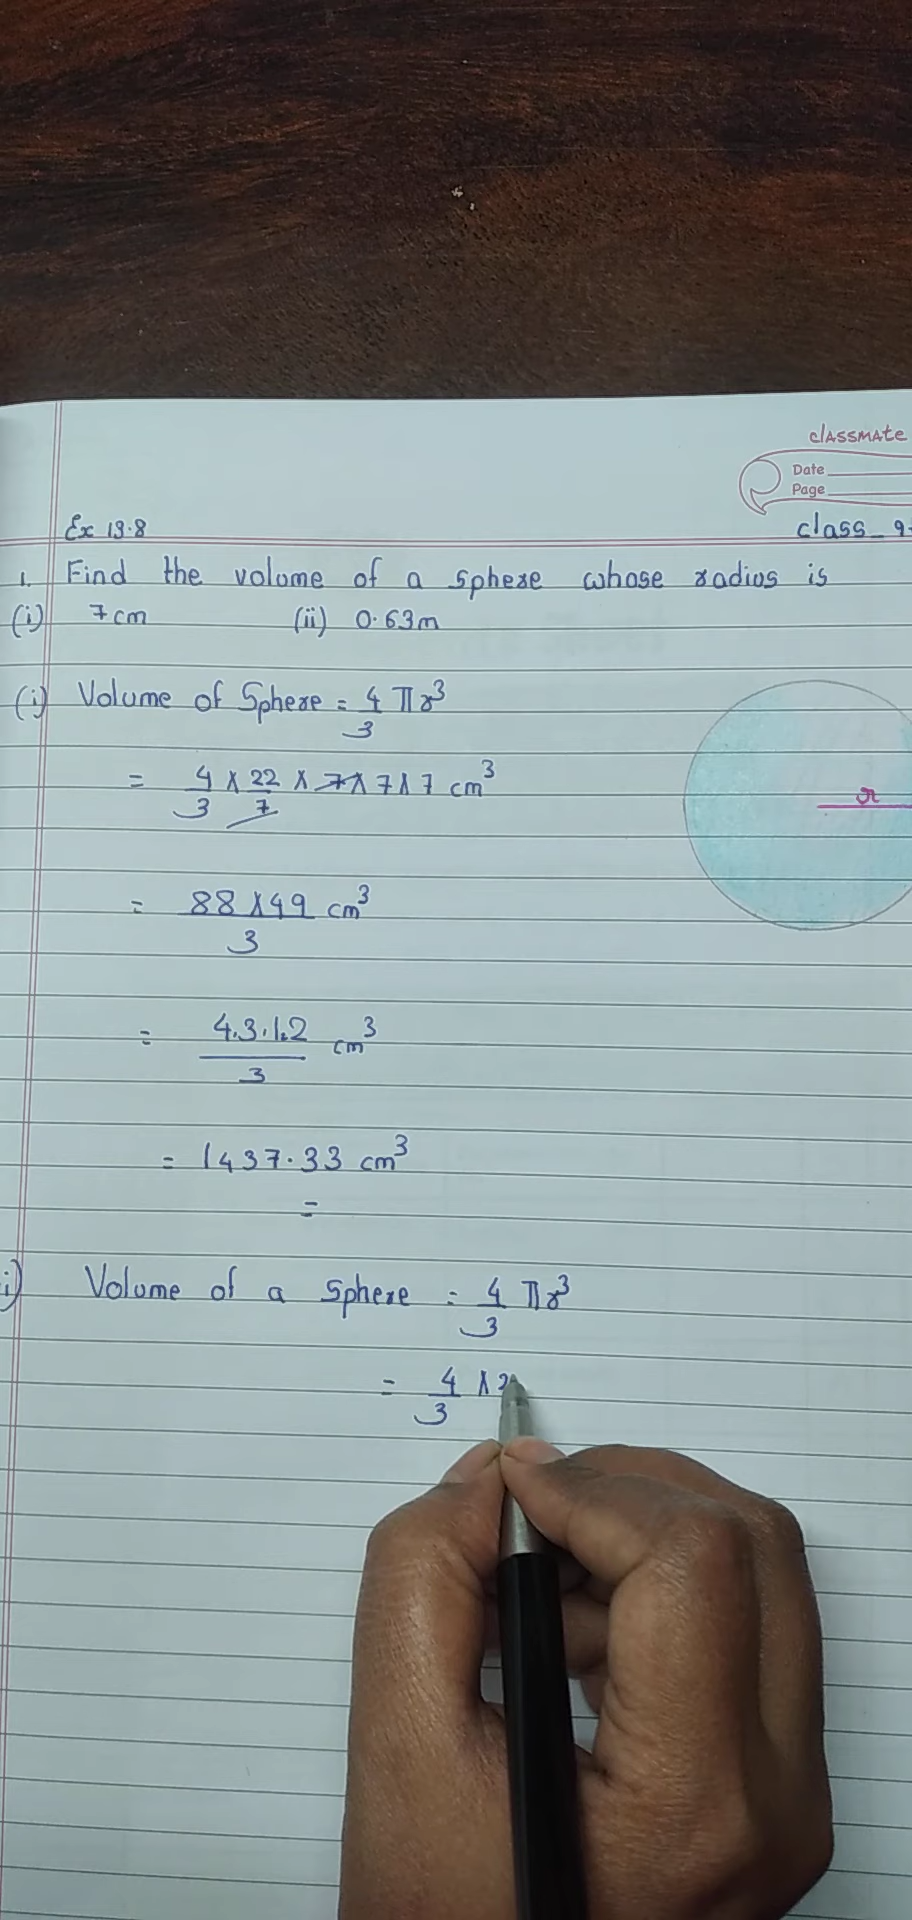 classmate
Date
Page
Ex 13.8
class_9
1. Find the volume of a sphere whose radius is
(i) 7cm (ii) 0.63m
(i) Volume of Sphere = 4/3 πr³
= 4/3 × 22/7 × 7 × 7 × 7 cm³
r
= 88×49/3 cm³
= 4312/3 cm³
= 1437.33 cm³
=
i) Volume of a sphere = 4/3 πr³
= 4/3 × 2